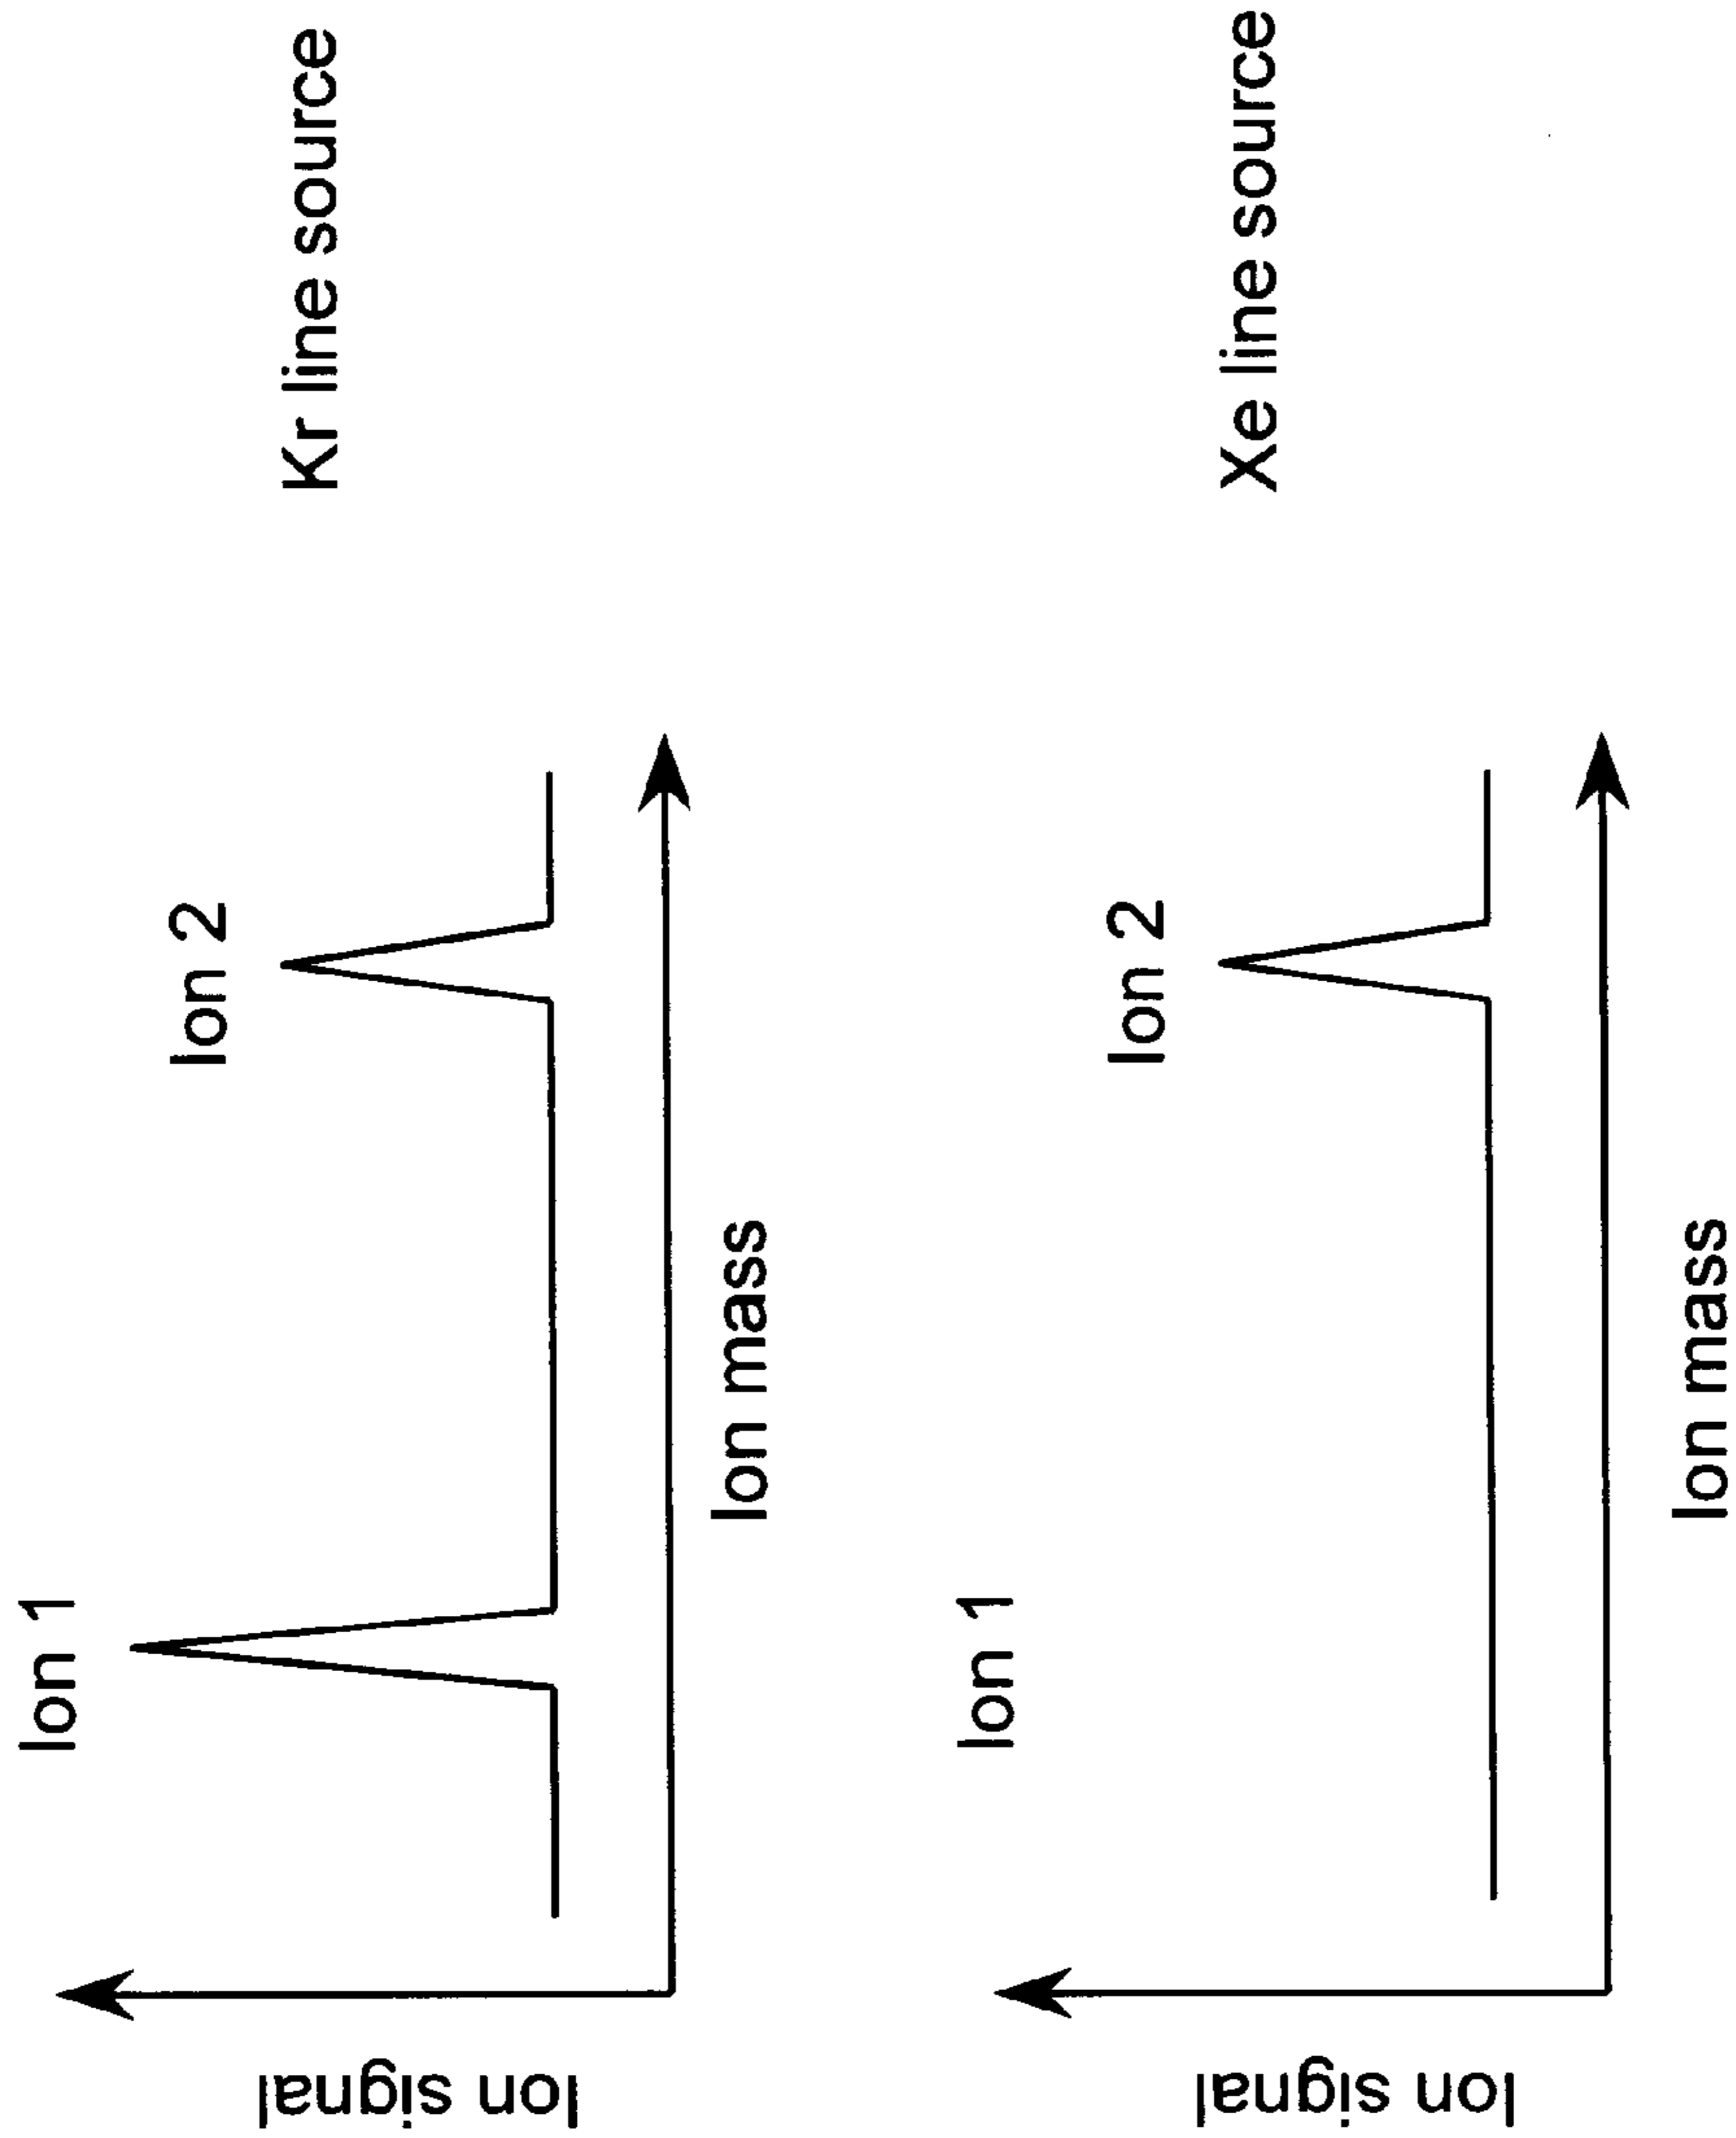 Kr line source
Ion 1
Ion 2
Ion signal
Ion mass
Xe line source
Ion 1
Ion 2
Ion signal
Ion mass